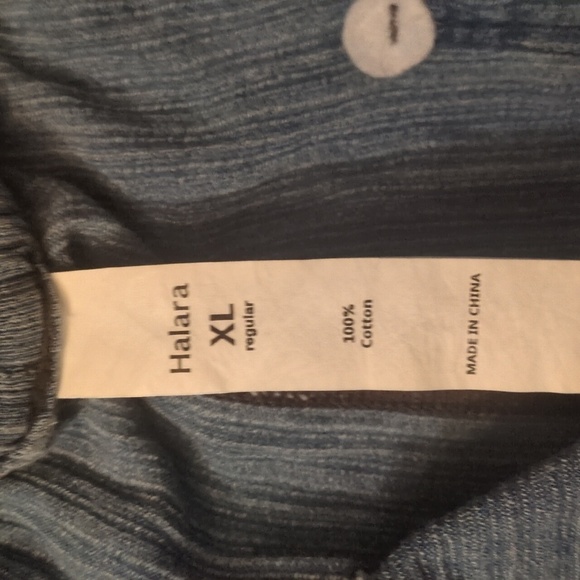 Halara
XL
regular
100%
Cotton
MADE IN CHINA